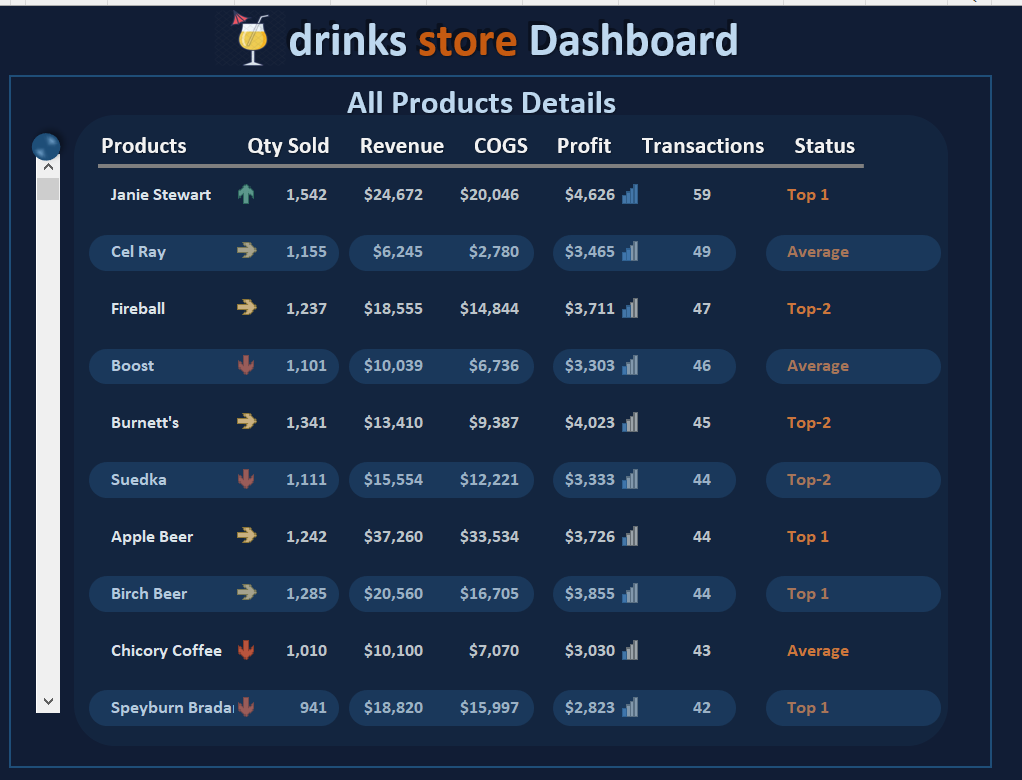 drinks store Dashboard
All Products Details
Products Qty Sold Revenue COGS Profit Transactions Status
Janie Stewart 1,542 $24,672 $20,046 $4,626 59 Top 1
Cel Ray 1,155 $6,245 $2,780 $3,465 49 Average
Fireball 1,237 $18,555 $14,844 $3,711 47 Top-2
Boost 1,101 $10,039 $6,736 $3,303 46 Average
Burnett's 1,341 $13,410 $9,387 $4,023 45 Top-2
Suedka 1,111 $15,554 $12,221 $3,333 44 Top-2
Apple Beer 1,242 $37,260 $33,534 $3,726 44 Top 1
Birch Beer 1,285 $20,560 $16,705 $3,855 44 Top 1
Chicory Coffee 1,010 $10,100 $7,070 $3,030 43 Average
Speyburn Brada 941 $18,820 $15,997 $2,823 42 Top 1